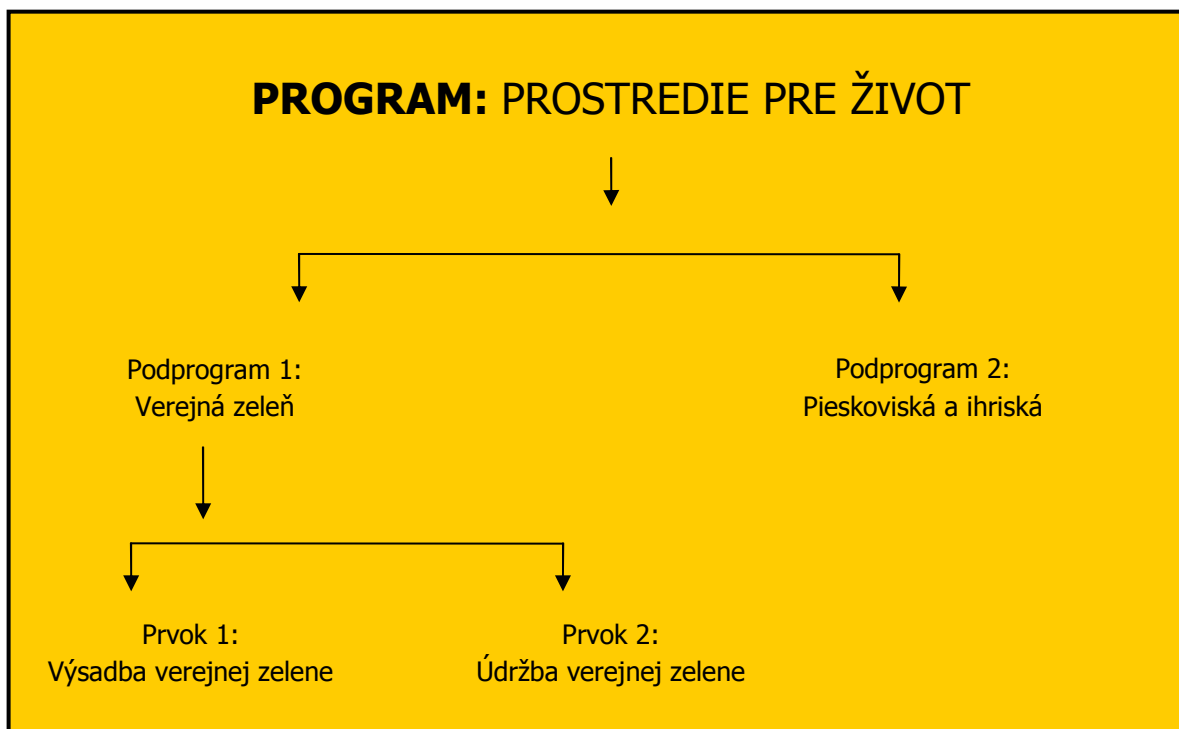 PROGRAM: PROSTREDIE PRE ŽIVOT
Podprogram 1:
Verejná zeleň
Podprogram 2:
Pieskoviská a ihriská
Prvok 1:
Výsadba verejnej zelene
Prvok 2:
Údržba verejnej zelene